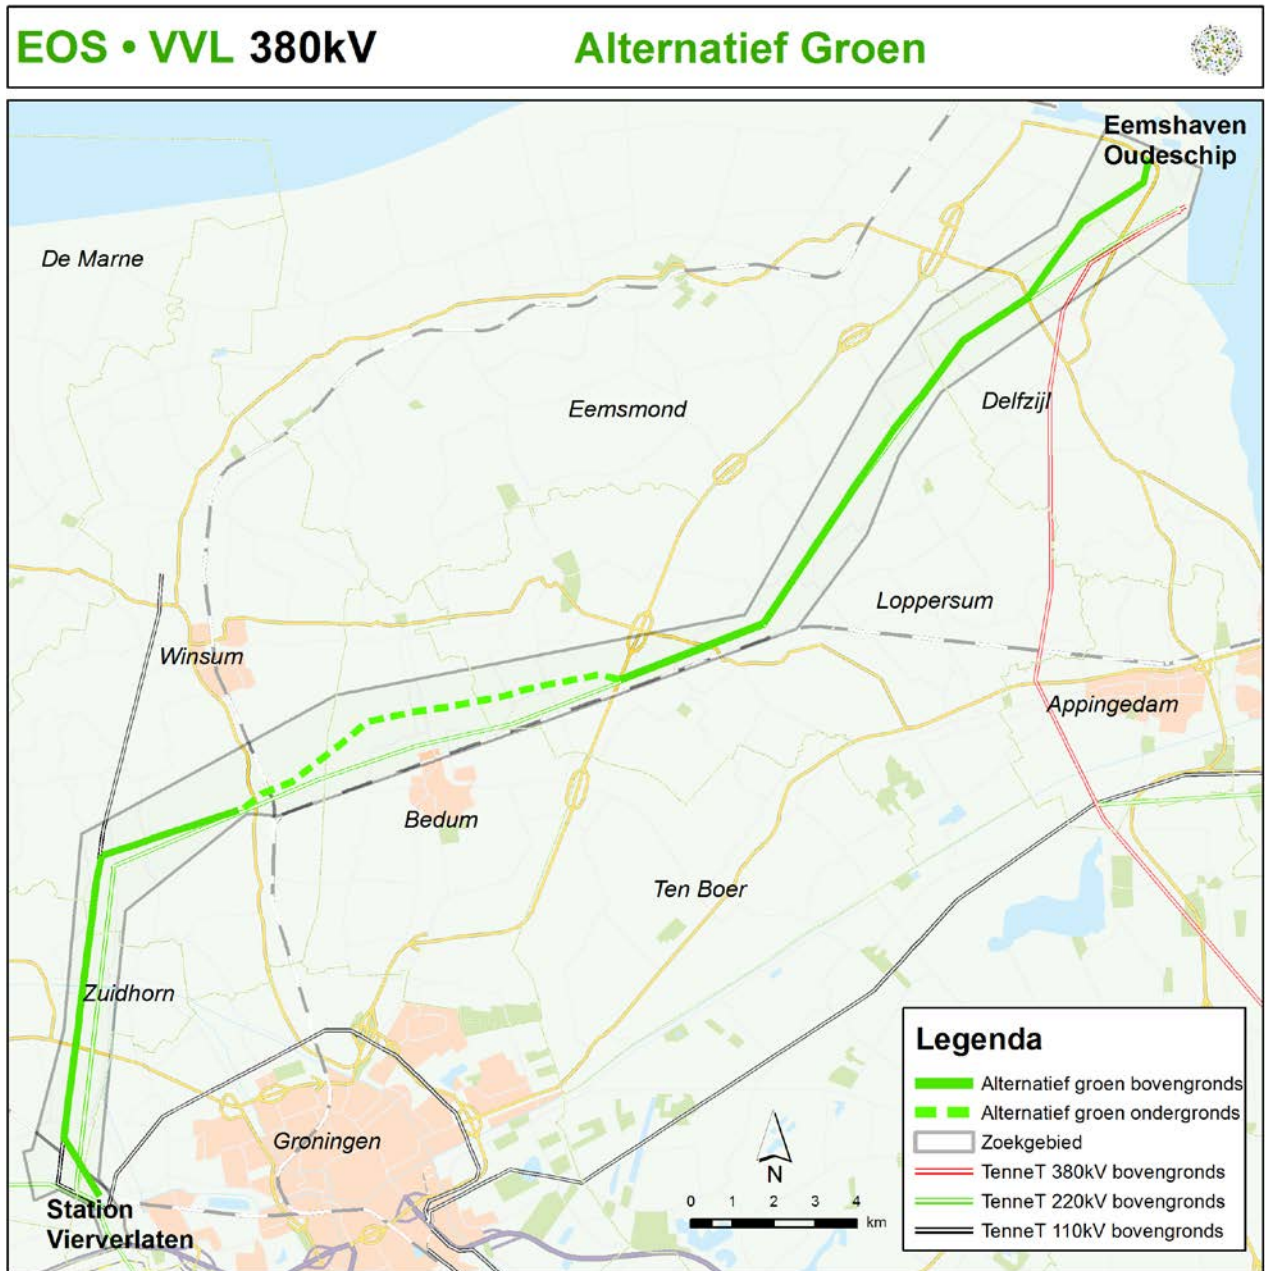 EOS • VVL 380kV
Alternatief Groen
Eemshaven
Oudeschip
De Marne
Eemsmond
Delfzijl
Loppersum
Winsum
Appingedam
Bedum
Ten Boer
Zuidhorn
Groningen
Station
Vierverlaten
N
0 1 2 3 4
km
Legenda
Alternatief groen bovengronds
Alternatief groen ondergronds
Zoekgebied
TenneT 380kV bovengronds
TenneT 220kV bovengronds
TenneT 110kV bovengronds